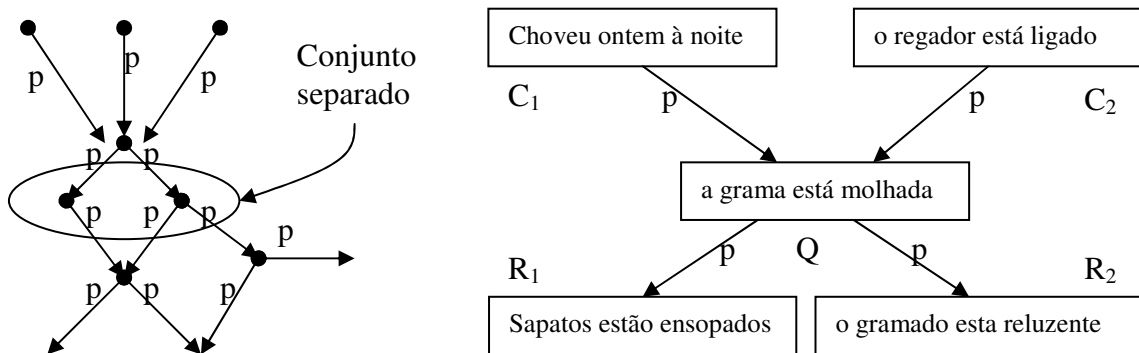 p
p
p
Conjunto
separado
p
p
p
p
p
p
p
p
p
Choveu ontem à noite
o regador está ligado
C1
p
p
C2
a grama está molhada
R1
p
Q
p
R2
Sapatos estão ensopados
o gramado esta reluzente